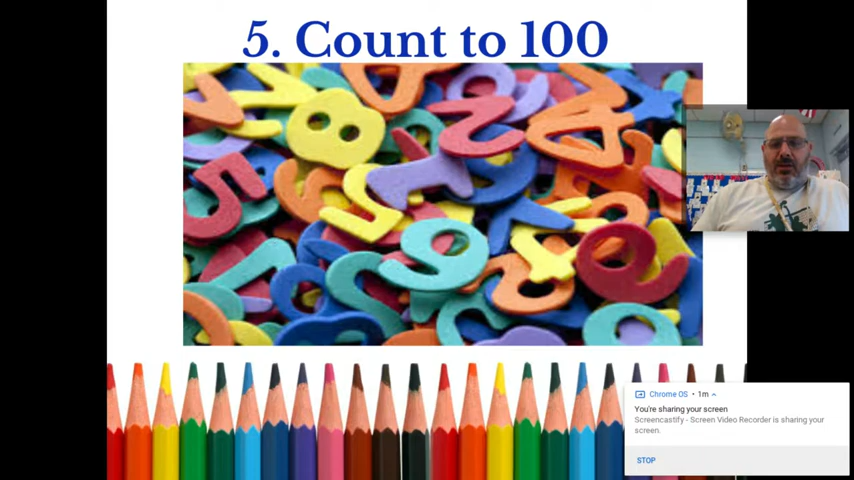 5. Count to 100
Chrome OS • 1m
You're sharing your screen
Screencastify - Screen Video Recorder is sharing your
screen.
STOP